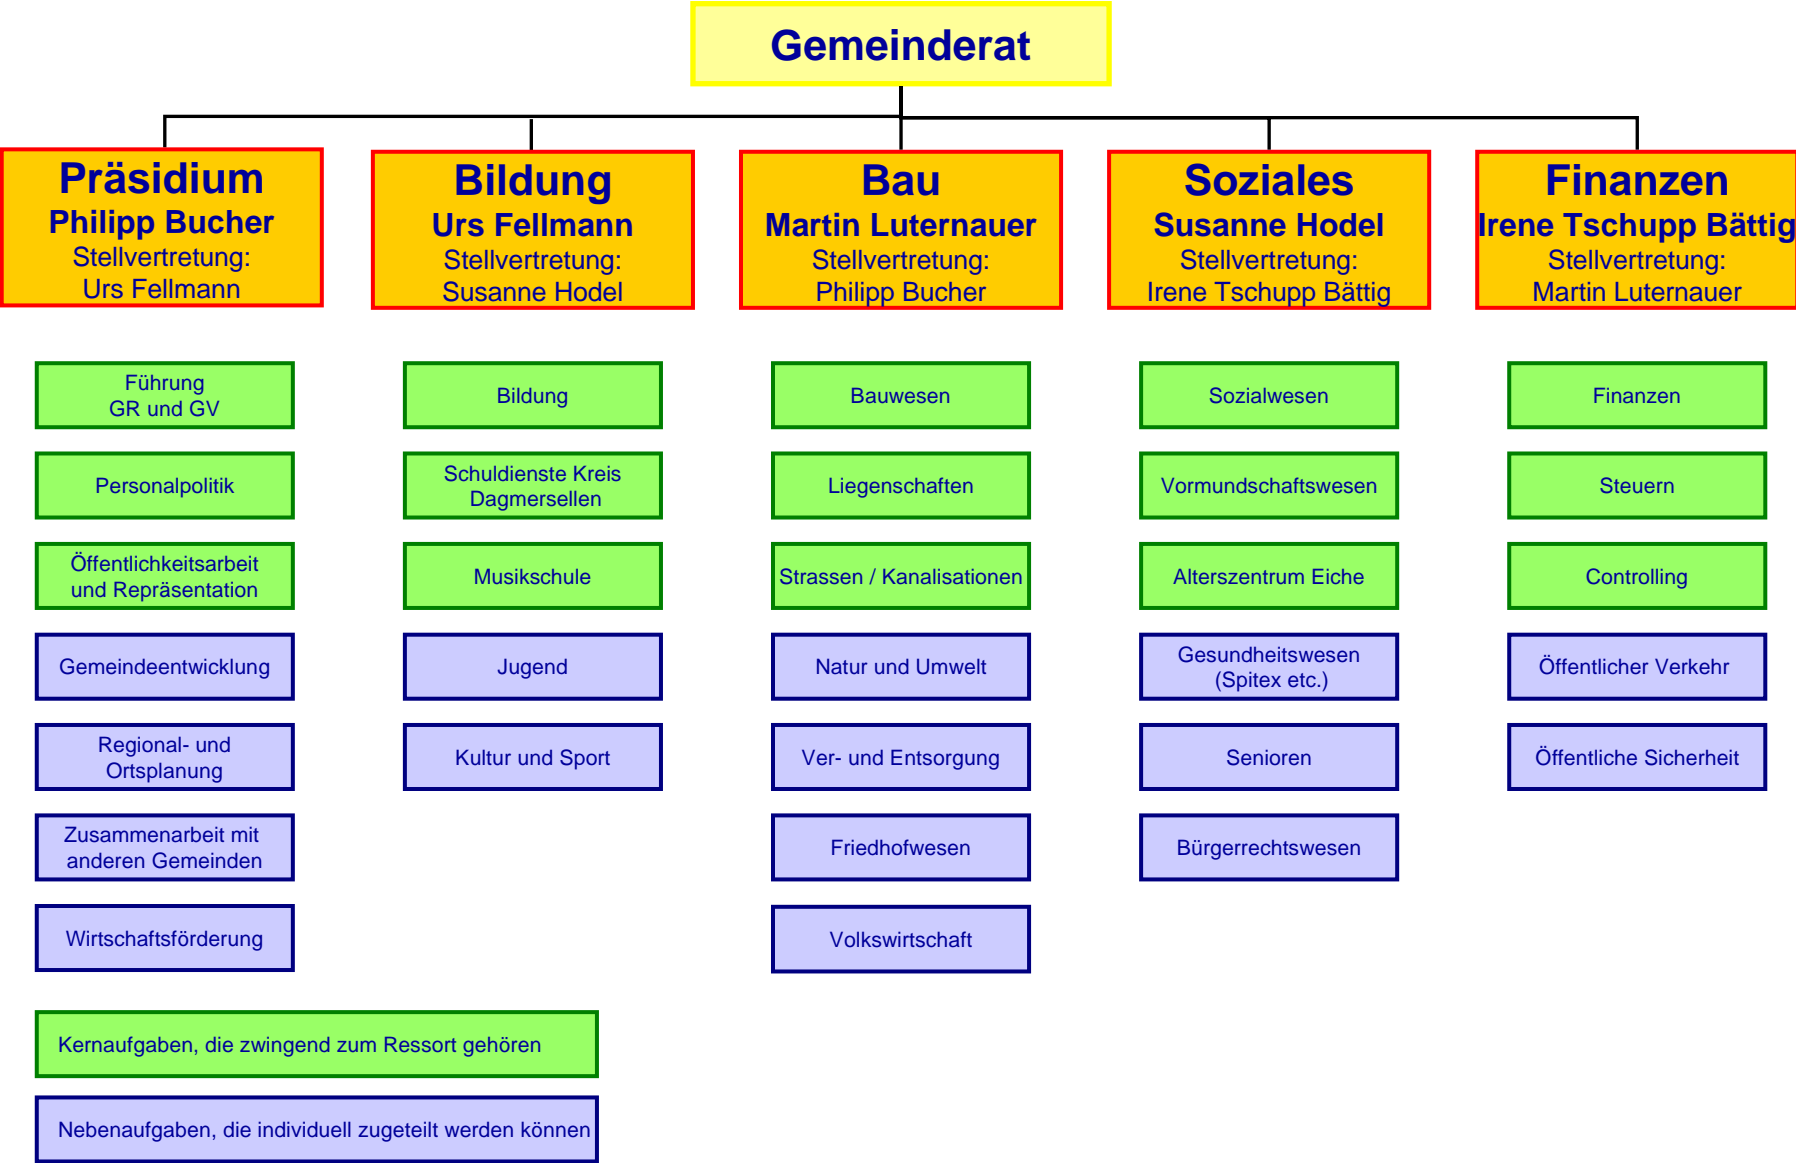 Gemeinderat
Präsidium
Philipp Bucher
Stellvertretung:
Urs Fellmann
Bildung
Urs Fellmann
Stellvertretung:
Susanne Hodel
Bau
Martin Luternauer
Stellvertretung:
Philipp Bucher
Soziales
Susanne Hodel
Stellvertretung:
Irene Tschupp Bättig
Finanzen
Irene Tschupp Bättig
Stellvertretung:
Martin Luternauer
Führung
GR und GV
Personalpolitik
Öffentlichkeitsarbeit
und Repräsentation
Gemeindeentwicklung
Regional- und
Ortsplanung
Zusammenarbeit mit
anderen Gemeinden
Wirtschaftsförderung
Bildung
Schuldienste Kreis
Dagmersellen
Musikschule
Jugend
Kultur und Sport
Bauwesen
Liegenschaften
Strassen / Kanalisationen
Natur und Umwelt
Ver- und Entsorgung
Friedhofwesen
Volkswirtschaft
Sozialwesen
Vormundschaftswesen
Alterszentrum Eiche
Gesundheitswesen
(Spitex etc.)
Senioren
Bürgerrechtswesen
Finanzen
Steuern
Controlling
Öffentlicher Verkehr
Öffentliche Sicherheit
Kernaufgaben, die zwingend zum Ressort gehören
Nebenaufgaben, die individuell zugeteilt werden können